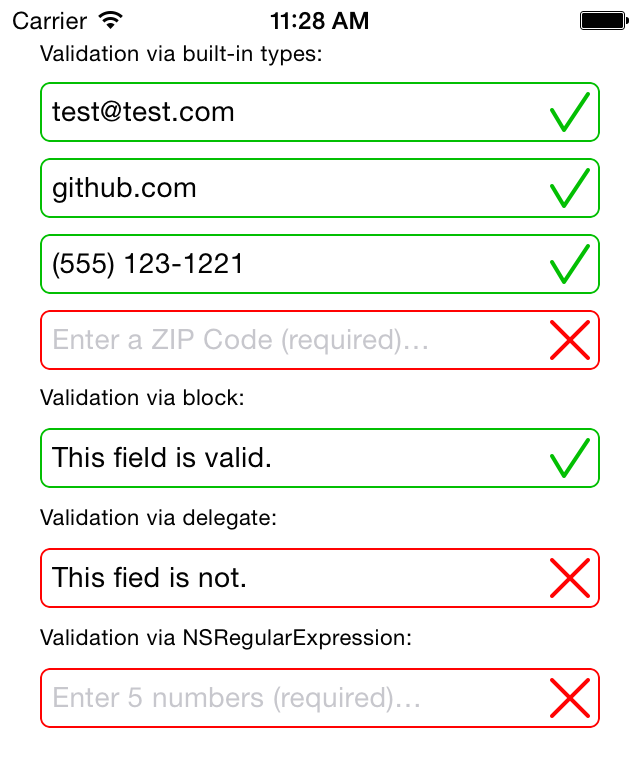 Carrier 11:28 AM
Validation via built-in types:
test@test.com
github.com
(555) 123-1221
Enter a ZIP Code (required)…
Validation via block:
This field is valid.
Validation via delegate:
This fied is not.
Validation via NSRegularExpression:
Enter 5 numbers (required)…